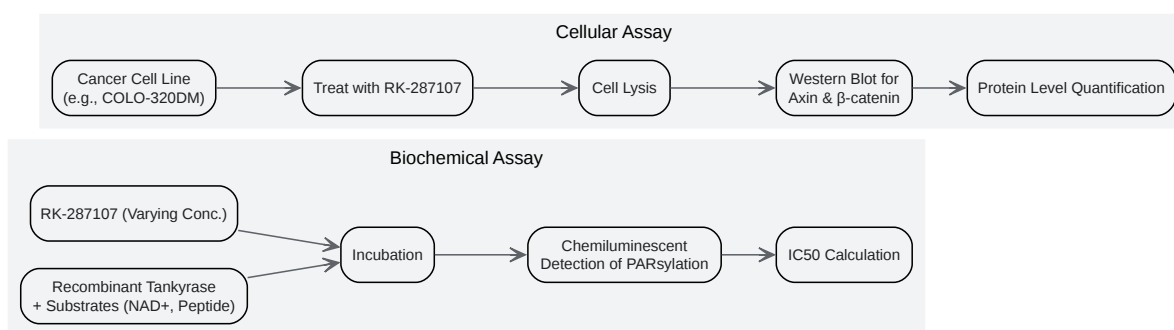 Cellular Assay
Cancer Cell Line
(e.g., COLO-320DM)
Treat with RK-287107
Cell Lysis
Western Blot for
Axin & β-catenin
Protein Level Quantification
Biochemical Assay
RK-287107 (Varying Conc.)
Recombinant Tankyrase
+ Substrates (NAD+, Peptide)
Incubation
Chemiluminescent
Detection of PARsylation
IC50 Calculation